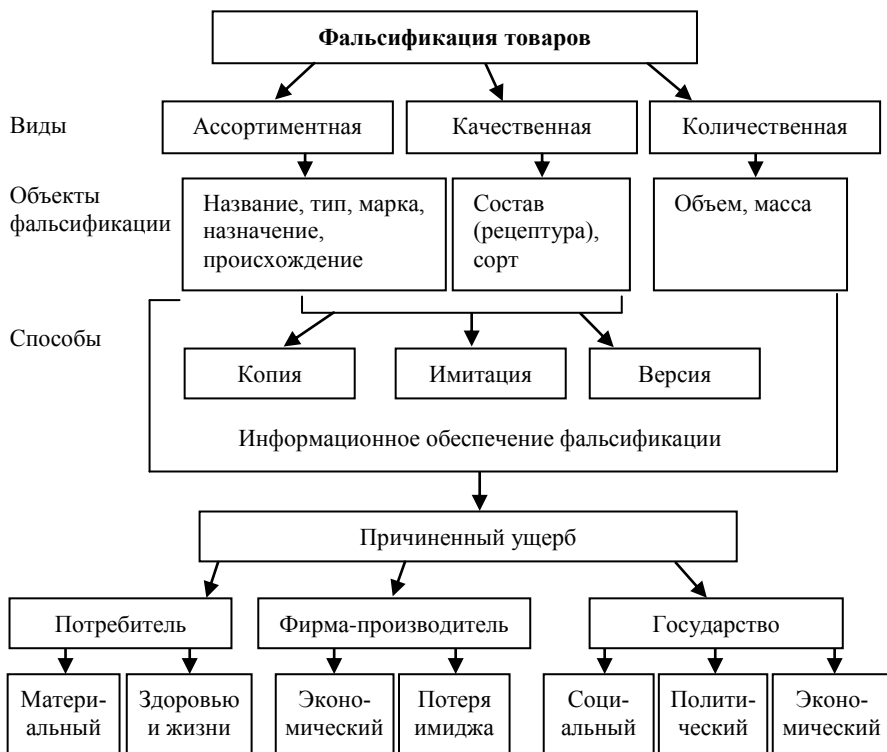 Фальсификация товаров
Виды
Ассортиментная
Качественная
Количественная
Объекты
фальсификации
Название, тип, марка,
назначение,
происхождение
Состав
(рецептура),
сорт
Объем, масса
Способы
Копия
Имитация
Версия
Информационное обеспечение фальсификации
Причиненный ущерб
Потребитель
Фирма-производитель
Государство
Матери-
альный
Здоровью
и жизни
Эконо-
мический
Потеря
имиджа
Соци-
альный
Полити-
ческий
Эконо-
мический